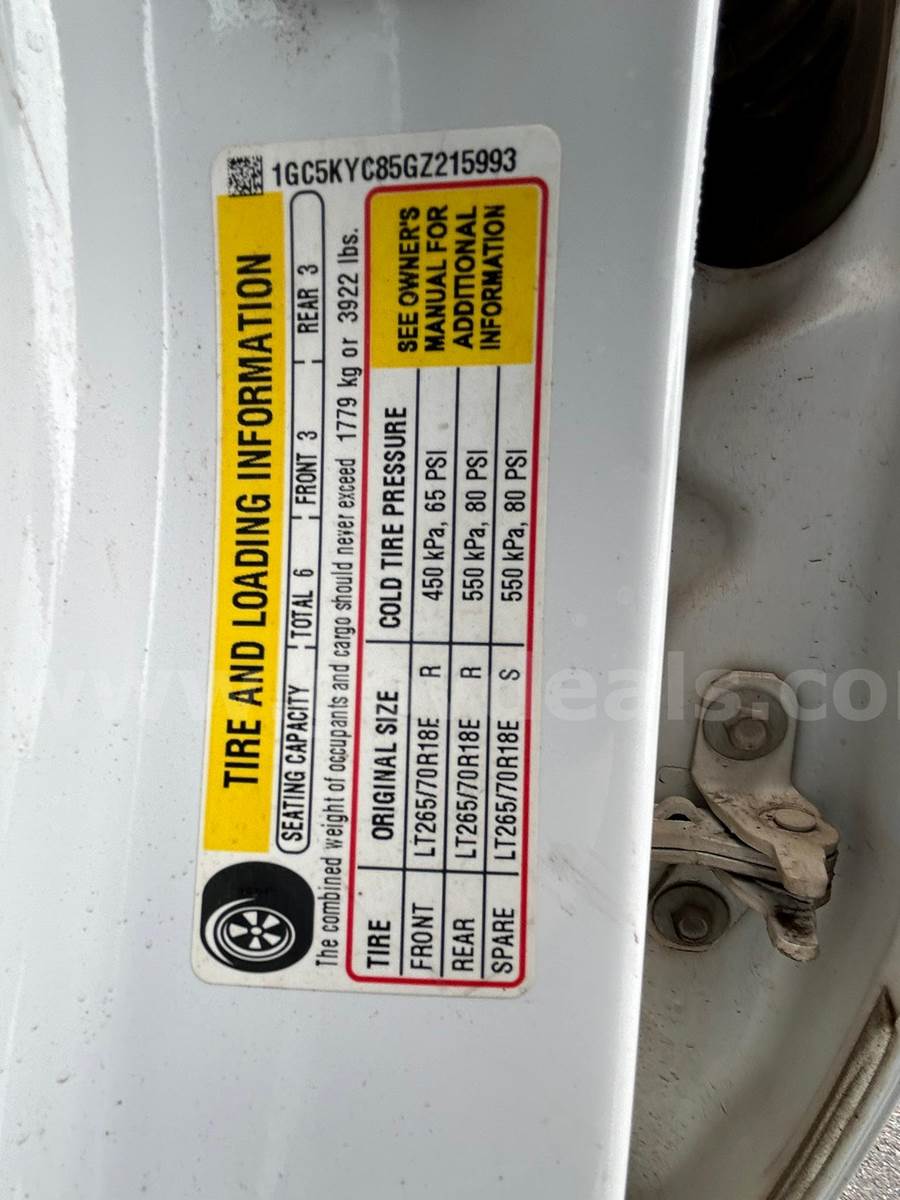 1GC5KYC85GZ215993
TIRE AND LOADING INFORMATION
SEATING CAPACITY TOTAL 6 FRONT 3 REAR 3
The combined weight of occupants and cargo should never exceed 1779 kg or 3922 lbs.
TIRE ORIGINAL SIZE COLD TIRE PRESSURE
FRONT LT265/70R18E R 450 kPa, 65 PSI
REAR LT265/70R18E R 550 kPa, 80 PSI
SPARE LT265/70R18E S 550 kPa, 80 PSI
SEE OWNER'S
MANUAL FOR
ADDITIONAL
INFORMATION